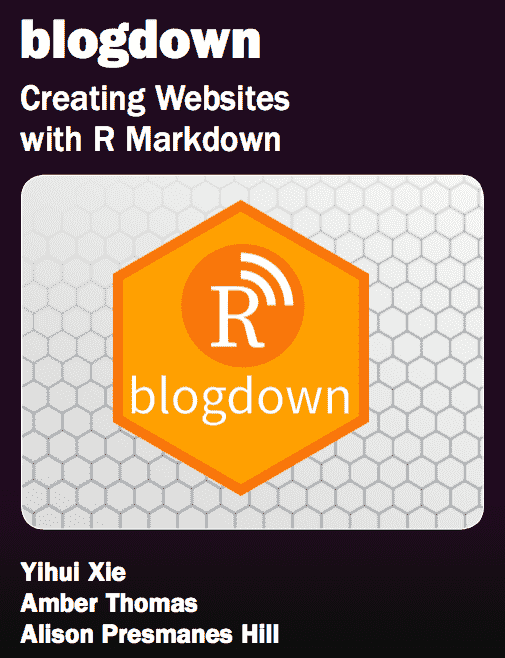 blogdown
Creating Websites
with R Markdown
R
blogdown
Yihui Xie
Amber Thomas
Alison Presmanes Hill